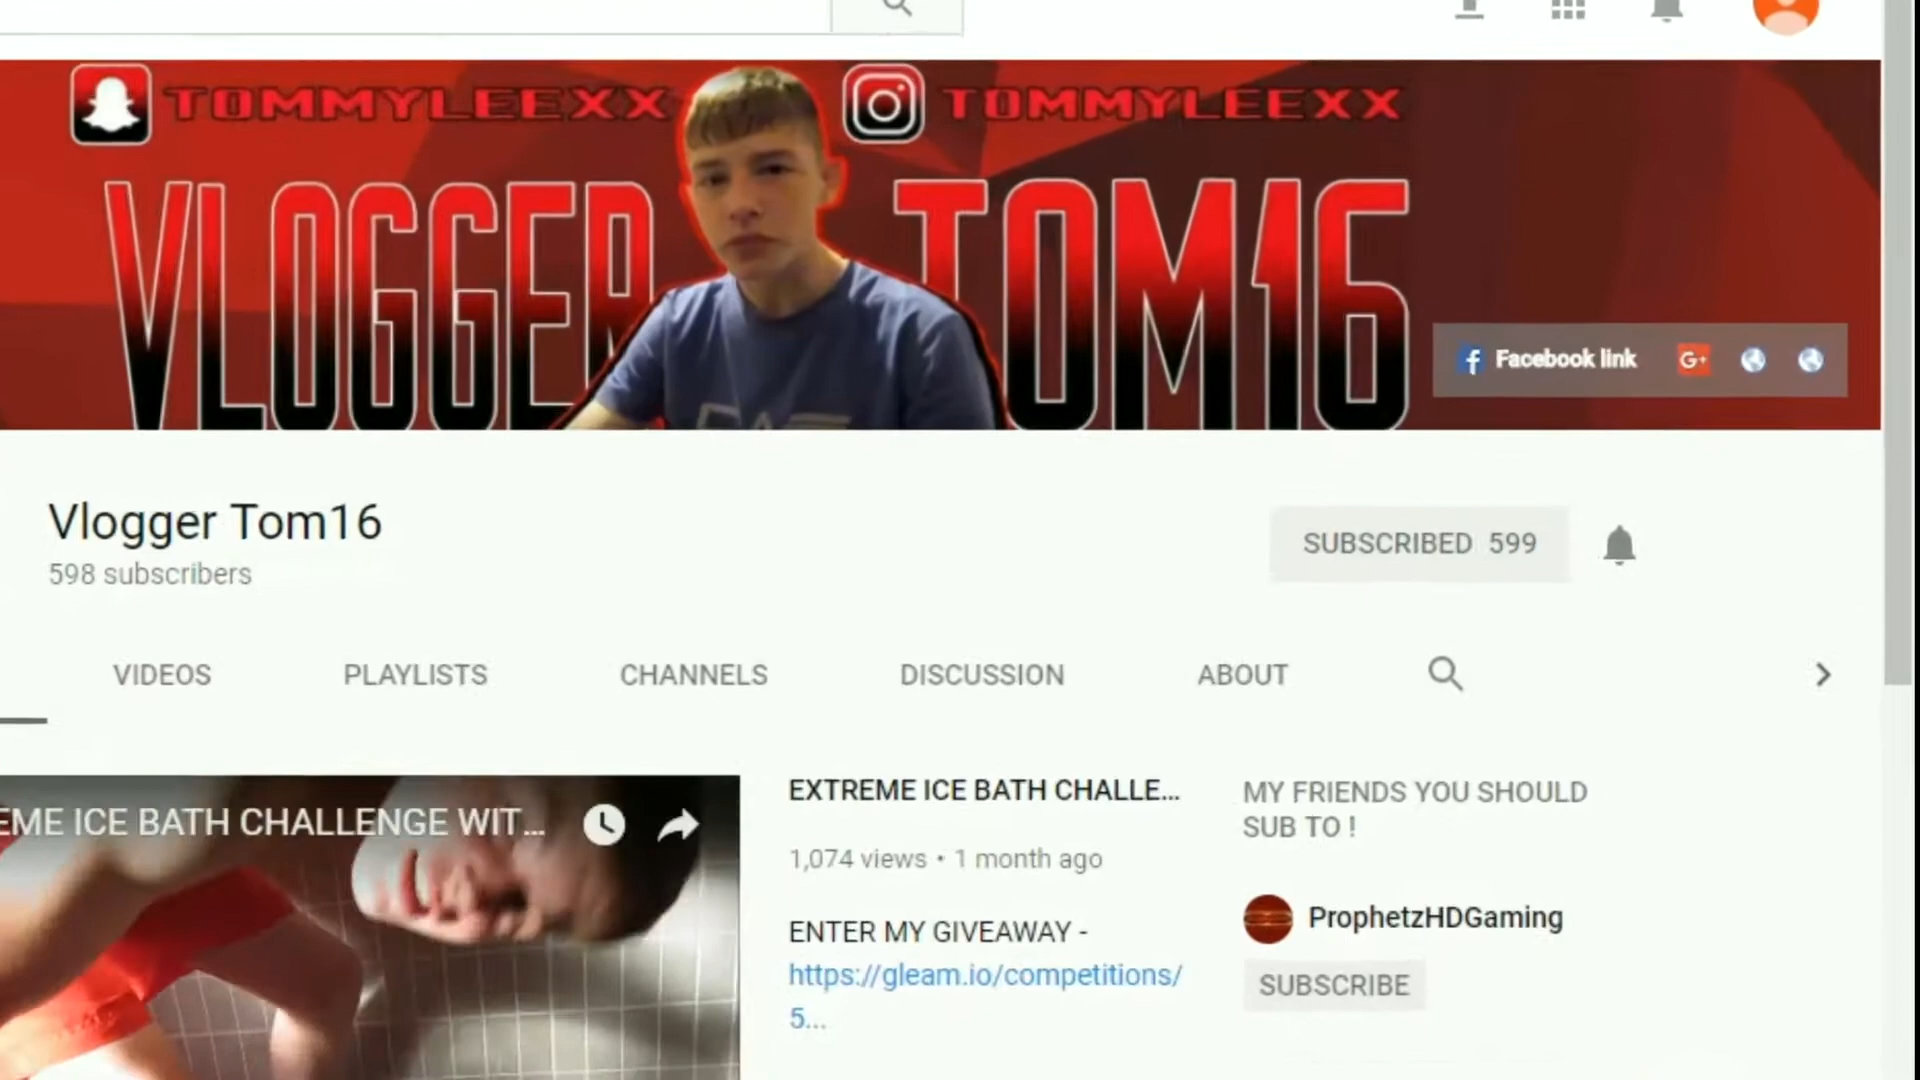 TOMMYLEEXX
TOMMYLEEXX
VLOGGER TOM16
Facebook link
G+
Vlogger Tom16
598 subscribers
SUBSCRIBED 599
VIDEOS
PLAYLISTS
CHANNELS
DISCUSSION
ABOUT
EME ICE BATH CHALLENGE WIT...
EXTREME ICE BATH CHALLE...
1,074 views • 1 month ago
ENTER MY GIVEAWAY -
https://gleam.io/competitions/
5...
MY FRIENDS YOU SHOULD
SUB TO !
ProphetzHDGaming
SUBSCRIBE